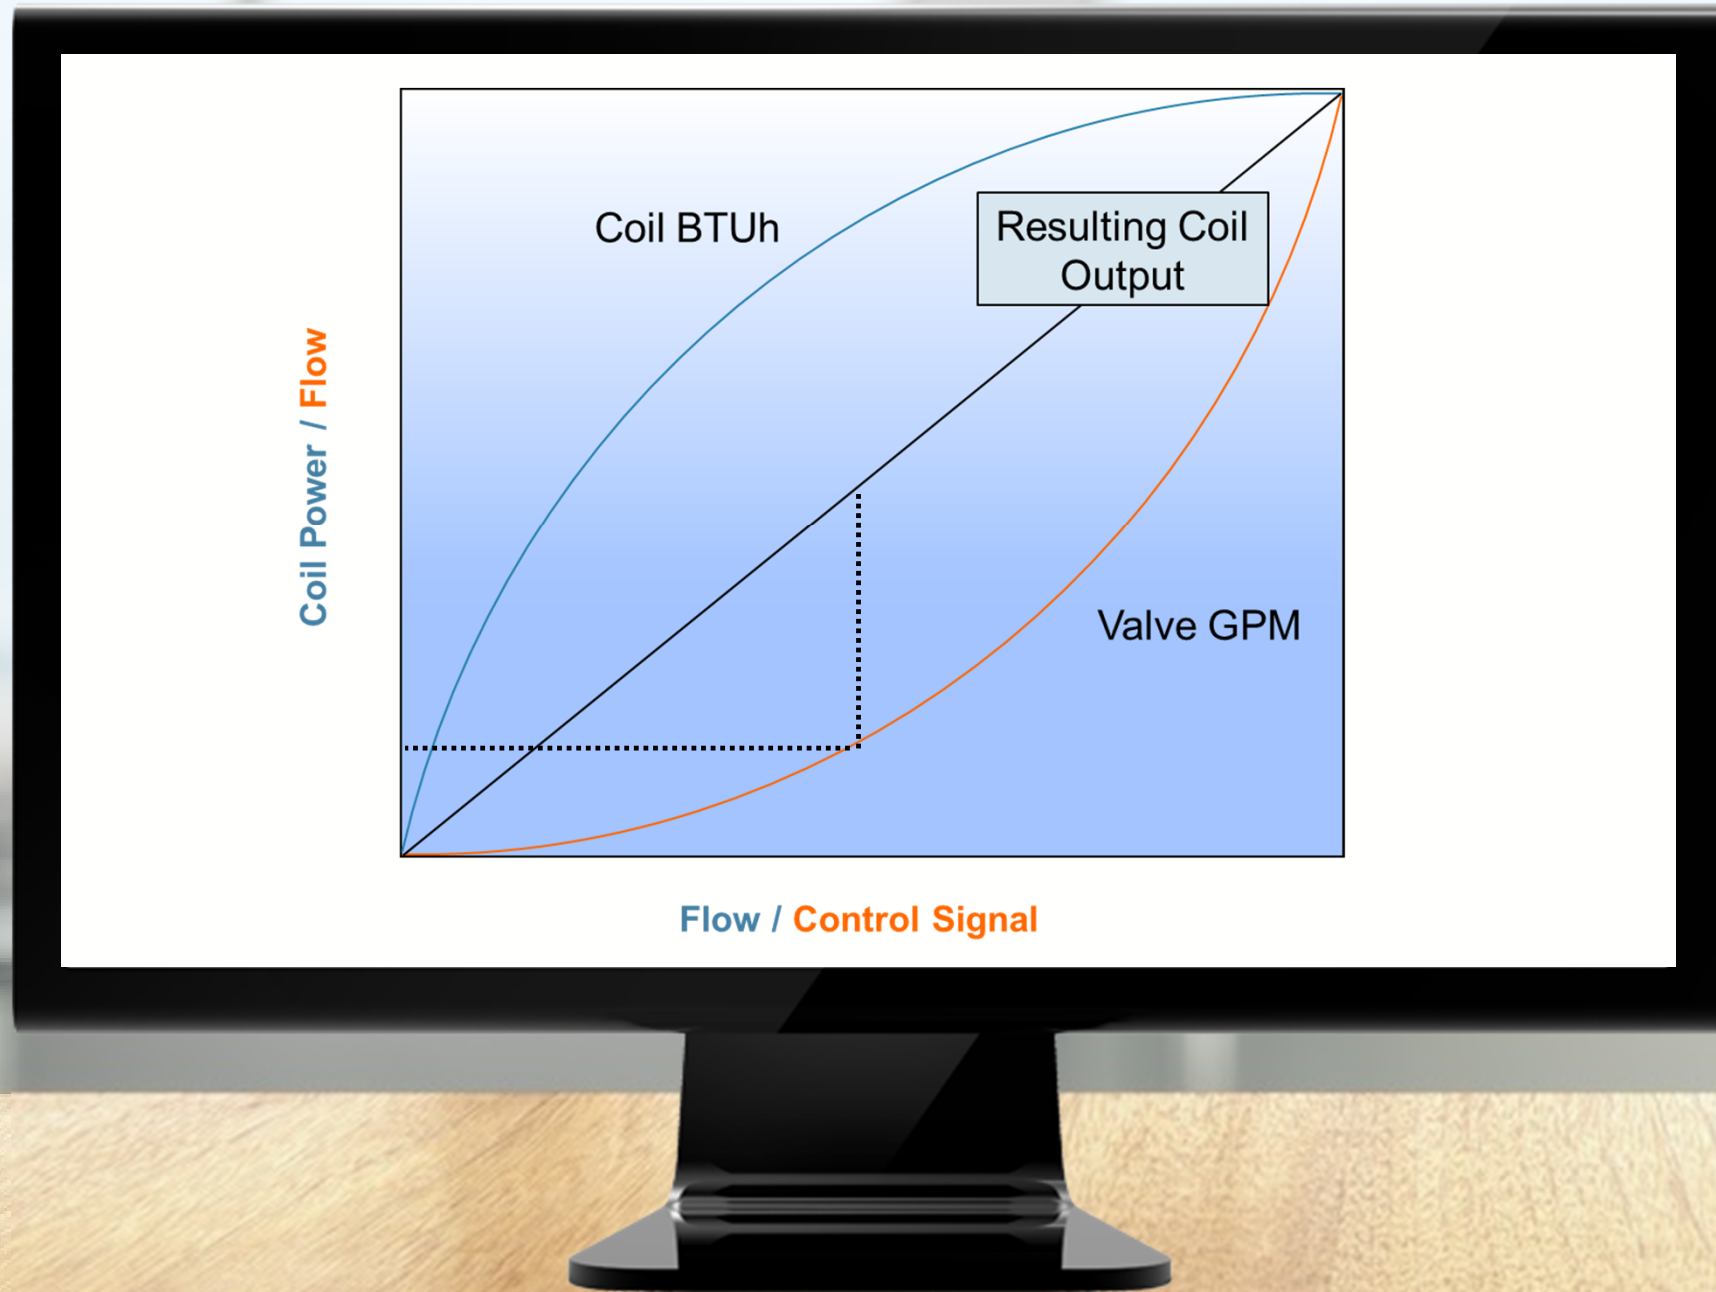 Coil BTUh
Resulting Coil
Output
Coil Power / Flow
Valve GPM
Flow / Control Signal